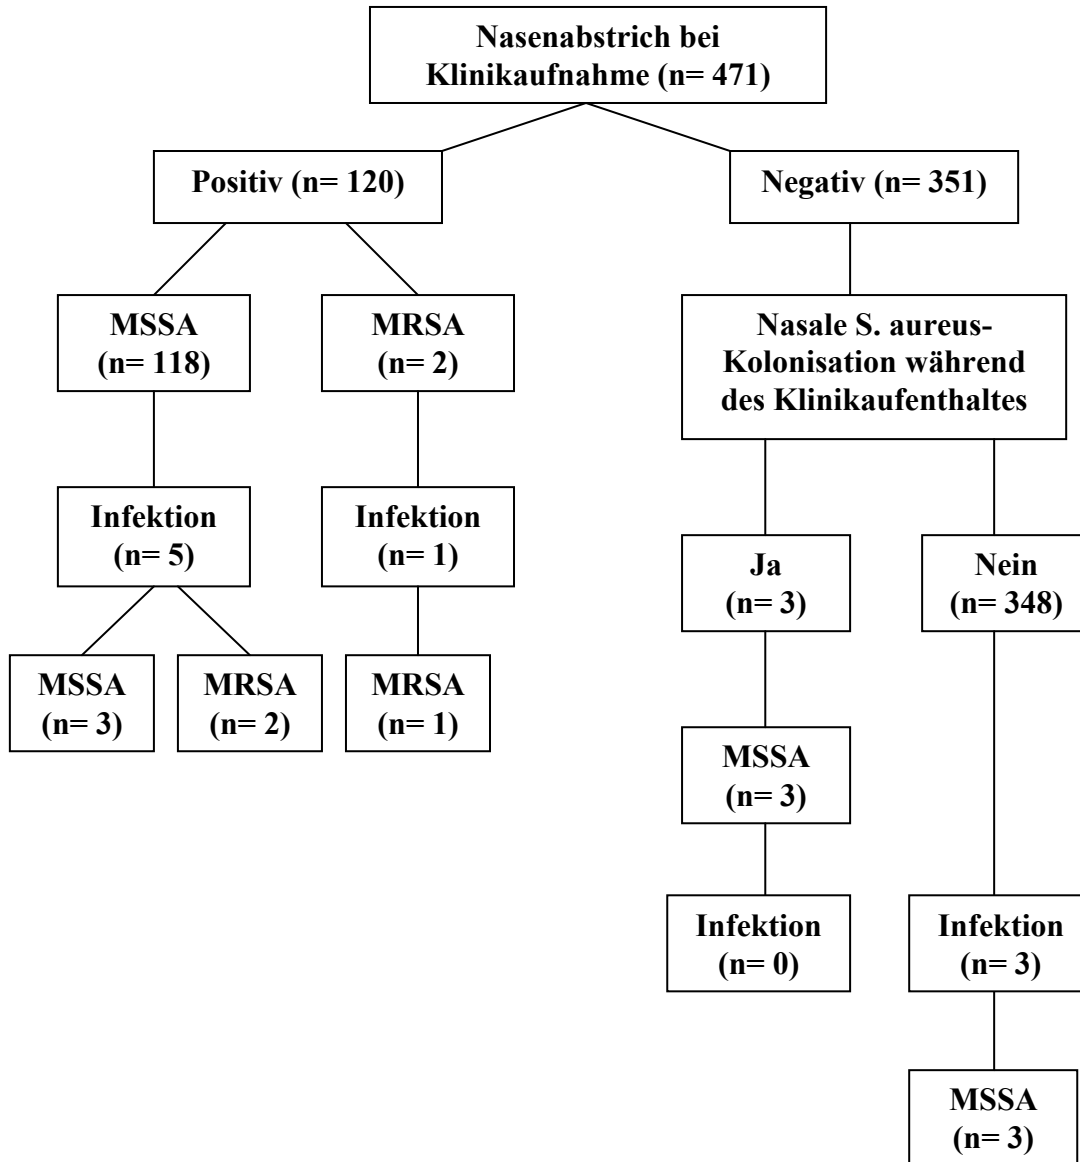 Nasenabstrich bei
Klinikaufnahme (n= 471)
Positiv (n= 120)
Negativ (n= 351)
MSSA
(n= 118)
MRSA
(n= 2)
Nasale S. aureus-
Kolonisation während
des Klinikaufenthaltes
Infektion
(n= 5)
Infektion
(n= 1)
Ja
(n= 3)
Nein
(n= 348)
MSSA
(n= 3)
MRSA
(n= 2)
MRSA
(n= 1)
MSSA
(n= 3)
Infektion
(n= 0)
Infektion
(n= 3)
MSSA
(n= 3)